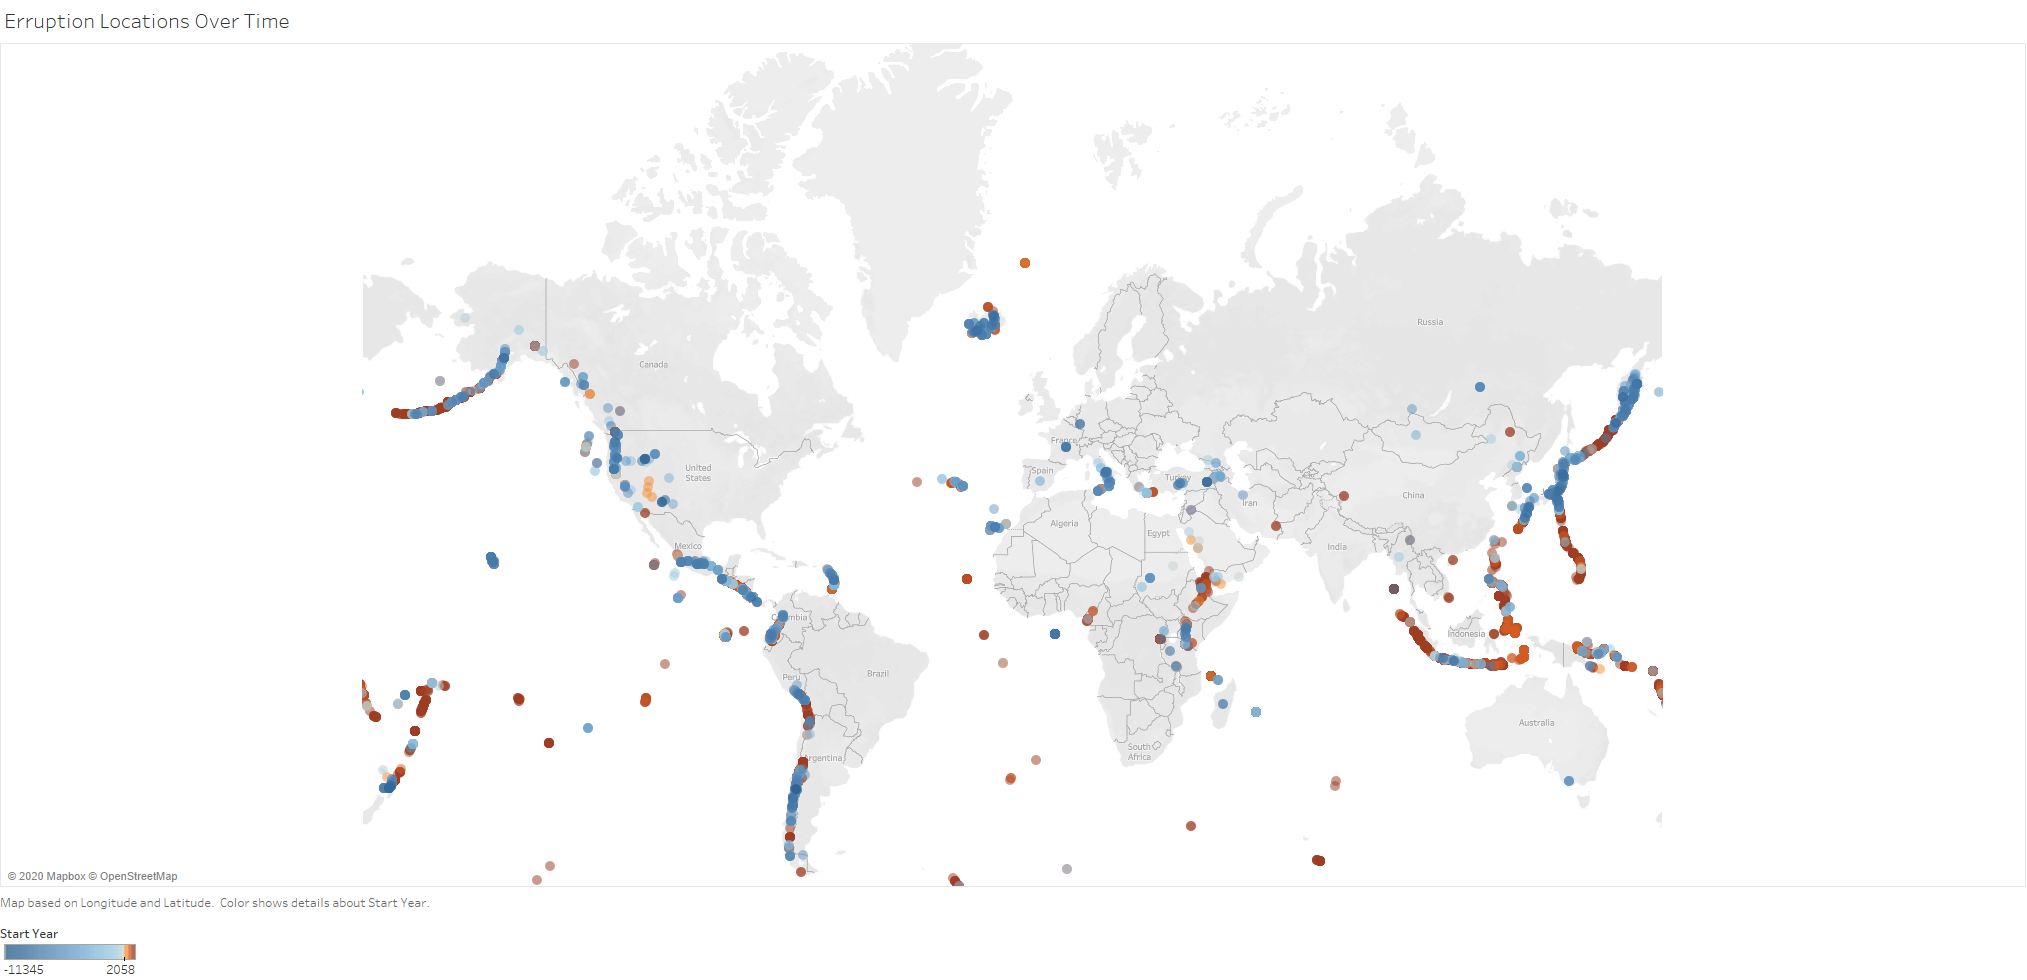 Erruption Locations Over Time
Russia
Canada
France
United
States
Spain
Turkey
China
Iran
Algeria
Egypt
Mexico
India
Colombia
Indonesia
Peru
Brazil
Australia
South
Africa
Argentina
© 2020 Mapbox © OpenStreetMap
Map based on Longitude and Latitude. Color shows details about Start Year.
Start Year
-11345 2058